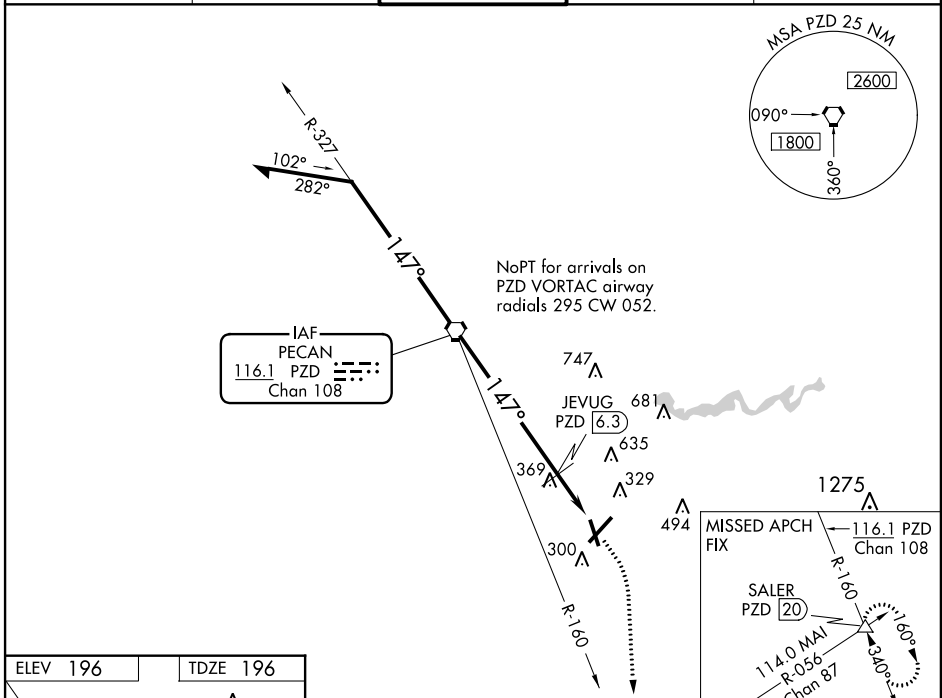 MSA PZD 25 NM
2600
090°
1800
360°
R-327
102°
282°
147°
NoPT for arrivals on
PZD VORTAC airway
radials 295 CW 052.
IAF
PECAN
116.1 PZD
Chan 108
147°
747
JEVUG
PZD 6.3
681
635
369
329
1275
494
300
R-160
MISSED APCH
FIX
116.1 PZD
Chan 108
R-160
SALER
PZD 20
160°
340°
114.0 MAI
R-056
Chan 87
ELEV 196
TDZE 196